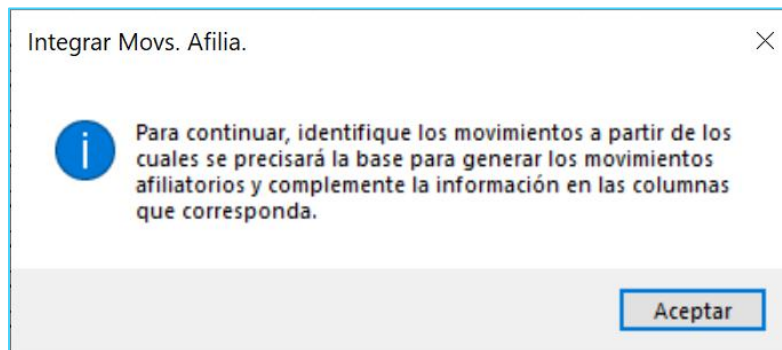 Integrar Movs. Afilia.
Para continuar, identifique los movimientos a partir de los
cuales se precisará la base para generar los movimientos
afiliatorios y complemente la información en las columnas
que corresponda.
Aceptar